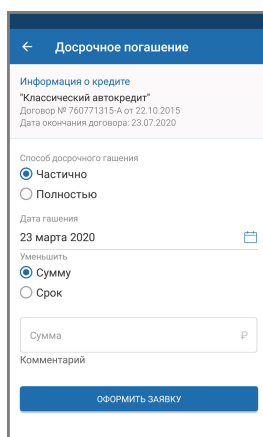 Досрочное погашение
Информация о кредите
"Классический автокредит"
Договор № 760771315-А от 22.10.2015
Дата окончания договора: 23.07.2020
Способ досрочного гашения
Частично
Полностью
Дата гашения
23 марта 2020
Уменьшить
Сумму
Срок
Сумма ₽
Комментарий
ОФОРМИТЬ ЗАЯВКУ